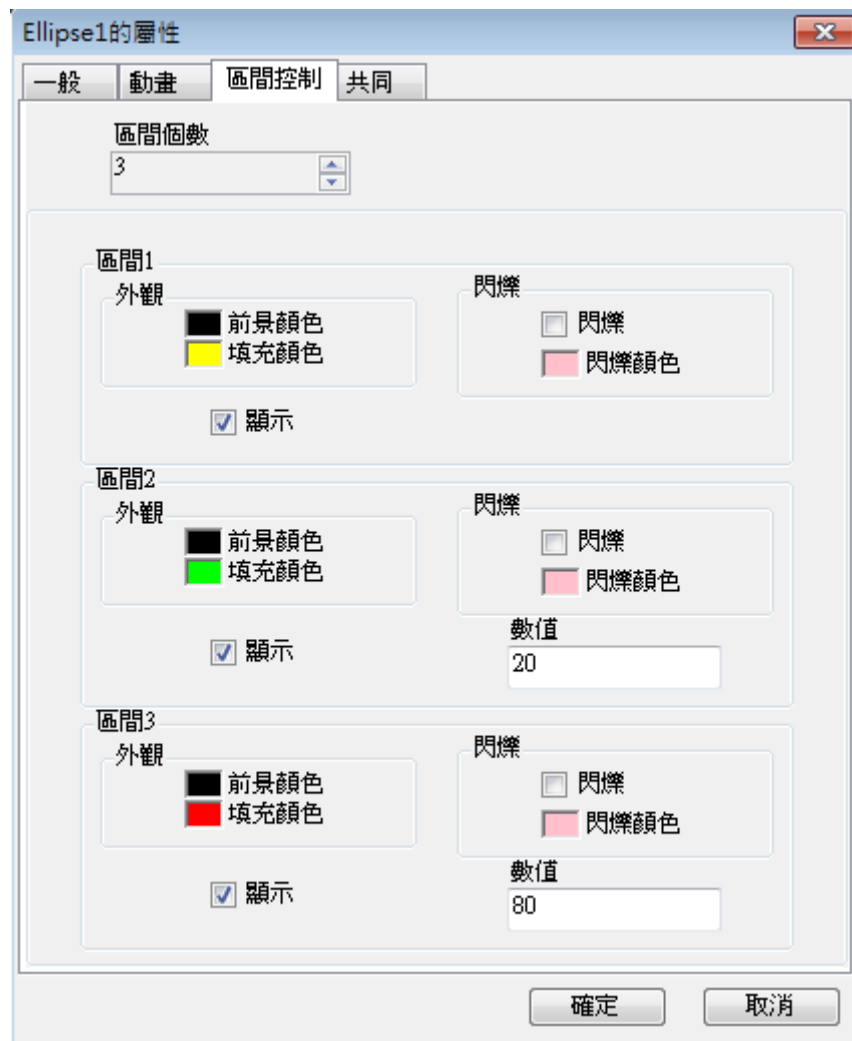 Ellipse1的屬性
一般 動畫 區間控制 共同
區間個數
3
區間1
外觀
前景顏色
填充顏色
閃爍
閃爍
閃爍顏色
顯示
區間2
外觀
前景顏色
填充顏色
閃爍
閃爍
閃爍顏色
顯示
數值
20
區間3
外觀
前景顏色
填充顏色
閃爍
閃爍
閃爍顏色
顯示
數值
80
確定 取消